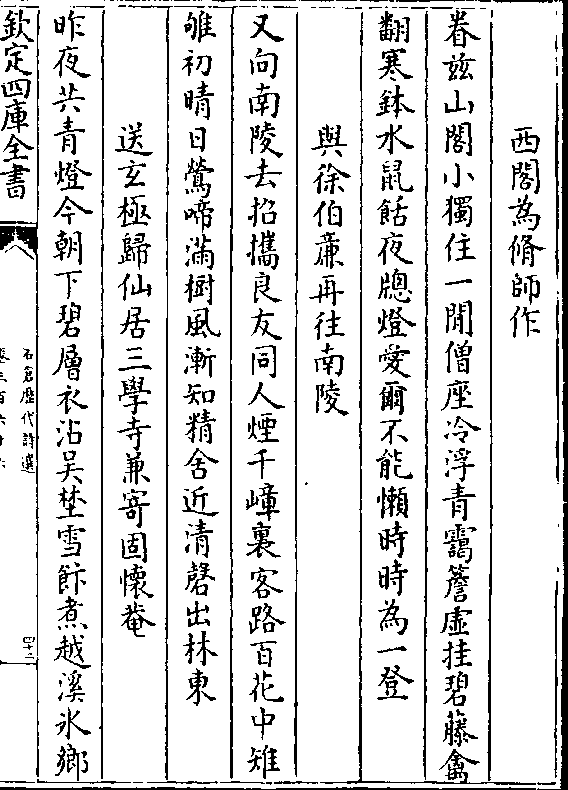 西閣為脩師作
眷茲山閣小獨住一閒僧座冷浮青靄簷虛挂碧藤禽
翻寒鉢水鼠餂夜牕燈愛爾不能懶時時為一登
與徐伯亷再往南陵
又向南陵去招攜良友同人煙千嶂裏客路百花中雉
雊初晴日鶯啼滿樹風漸知精舍近清磬出林東
送玄極歸仙居三學寺兼寄固懷菴
昨夜共青燈今朝下碧層衣沾吴埜雪飰煮越溪氷鄉
欽定四庫全書
石倉歴代詩選
卷三百六十六
四十三